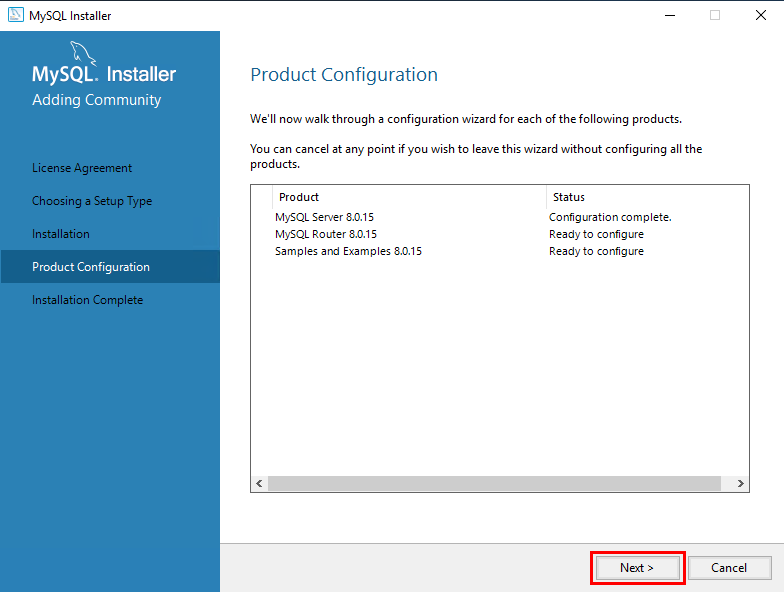 MySQL Installer
MySQL. Installer
Adding Community
License Agreement
Choosing a Setup Type
Installation
Product Configuration
Installation Complete
Product Configuration
We'll now walk through a configuration wizard for each of the following products.
You can cancel at any point if you wish to leave this wizard without configuring all the
products.
Product Status
MySQL Server 8.0.15 Configuration complete.
MySQL Router 8.0.15 Ready to configure
Samples and Examples 8.0.15 Ready to configure
Next > Cancel